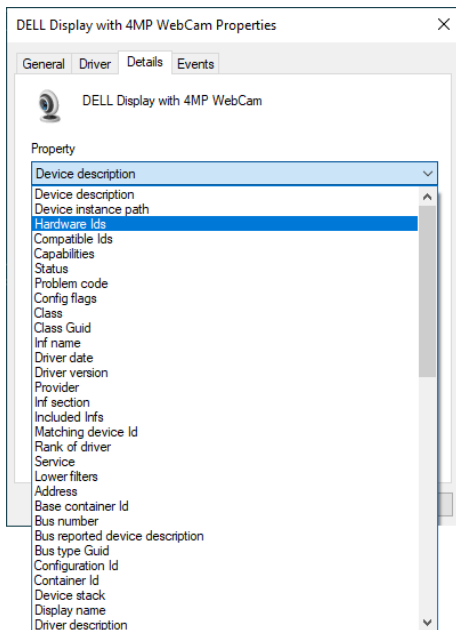 DELL Display with 4MP WebCam Properties
General Driver Details Events
DELL Display with 4MP WebCam
Property
Device description
Device description
Device instance path
Hardware Ids
Compatible Ids
Capabilities
Status
Problem code
Config flags
Class
Class Guid
Inf name
Driver date
Driver version
Provider
Inf section
Included Infs
Matching device Id
Rank of driver
Service
Lower filters
Address
Base container Id
Bus number
Bus reported device description
Bus type Guid
Configuration Id
Container Id
Device stack
Display name
Driver description